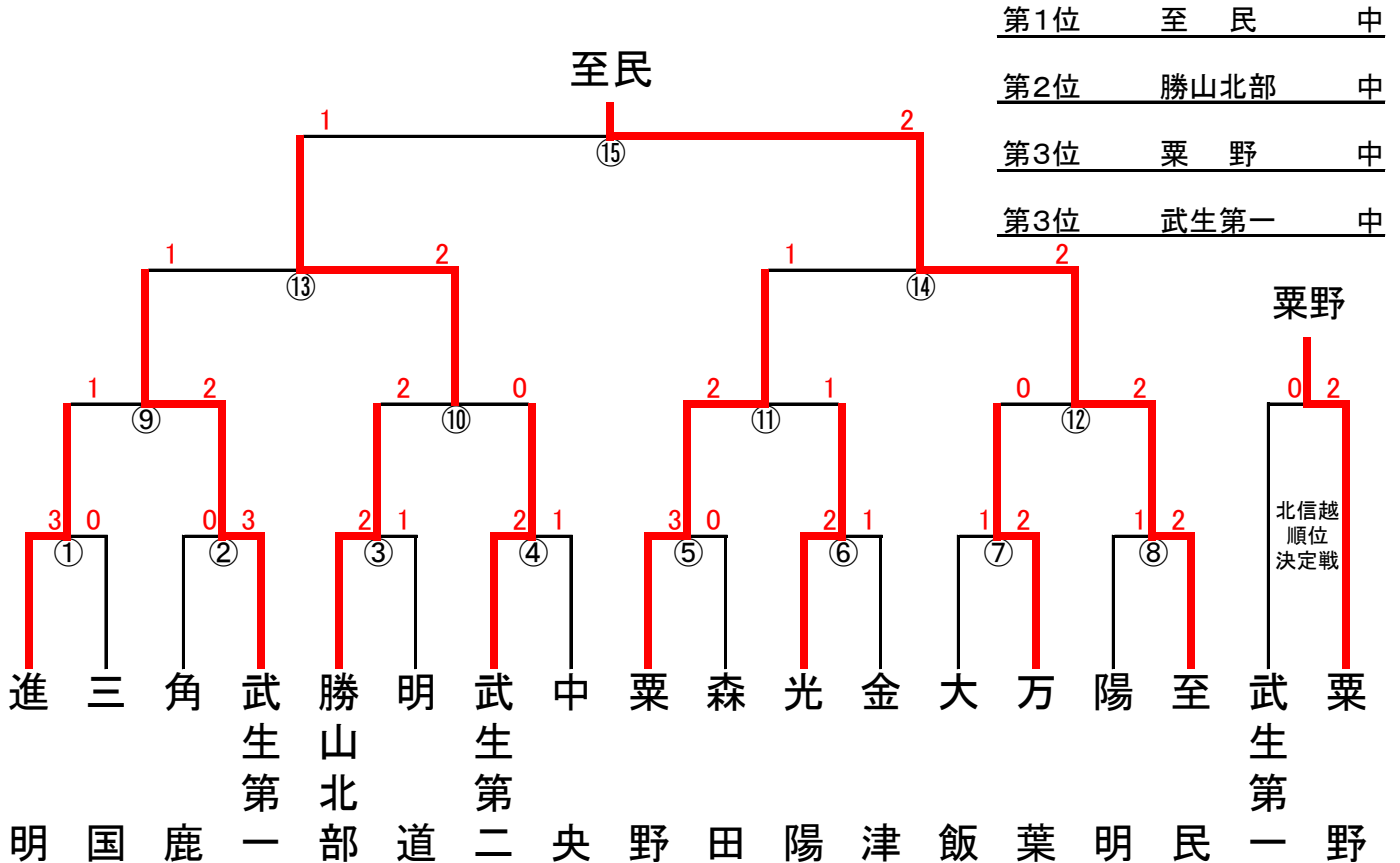 第1位 至 民 中
至民
第2位 勝山北部 中
1 2
⑮
第3位 粟 野 中
第3位 武生第一 中
1 2 1 2
⑬ ⑭
粟野
1 2 2 0 2 1 0 2 0 2
⑨ ⑩ ⑪ ⑫
北信越
順位
決定戦
3 0 0 3 2 1 2 1 3 0 2 1 1 2 1 2
① ② ③ ④ ⑤ ⑥ ⑦ ⑧
進明
三国
角鹿
武生第一
勝山北部
明道
武生第二
中央
粟野
森田
光陽
金津
大飯
万葉
陽明
至民
武生第一
粟野